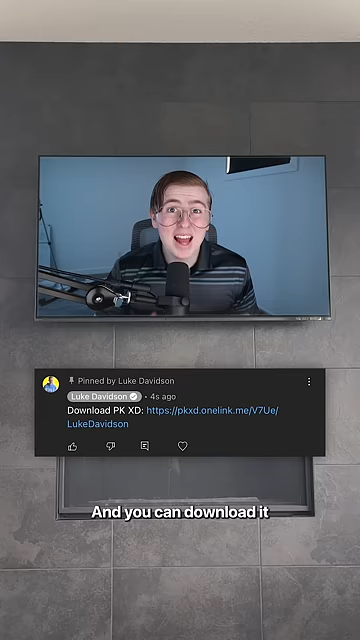 Pinned by Luke Davidson
Luke Davidson • 4s ago
Download PK XD: https://pkxd.onelink.me/V7Ue/
LukeDavidson
And you can download it